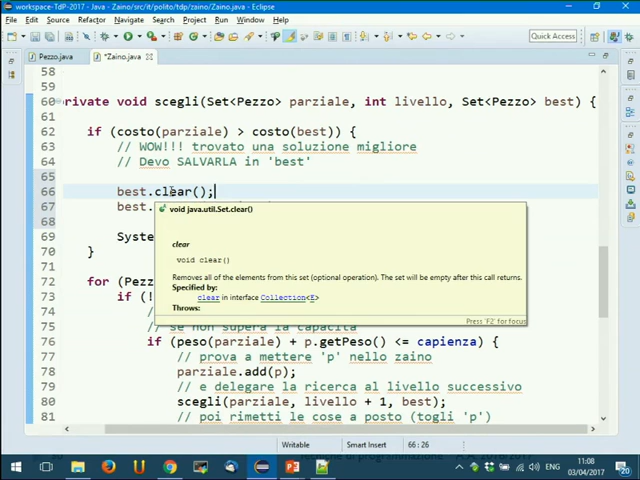 workspace-TdP-2017 - Java - Zaino/src/it/polito/tdp/zaino/Zaino.java - Eclipse
File Edit Source Refactor Navigate Search Project Run Window Help
Quick Access
Pezzo.java *Zaino.java
58
59
60 rivate void scegli(Set<Pezzo> parziale, int livello, Set<Pezzo> best) {
61
62 if (costo(parziale) > costo(best)) {
63 // WOW!!! trovato una soluzione migliore
64 // Devo SALVARLA in 'best'
65
66 best.clear();
67 best.
68
69 Syste
70 }
71
72 for (Pezz
73 if (!
74 /
75 // se non supera la capacità
76 if (peso(parziale) + p.getPeso() <= capienza) {
77 // prova a mettere 'p' nello zaino
78 parziale.add(p);
79 // e delegare la ricerca al livello successivo
80 scegli(parziale, livello + 1, best);
81 // poi rimetti le cose a posto (togli 'p')
void java.util.Set.clear()
clear
void clear()
Removes all of the elements from this set (optional operation). The set will be empty after this call returns.
Specified by:
clear in interface Collection<E>
Throws:
Press 'F2' for focus
Writable Smart Insert 66 : 26
A.A. 2016/2017
ENG 11:08
03/04/2017
20